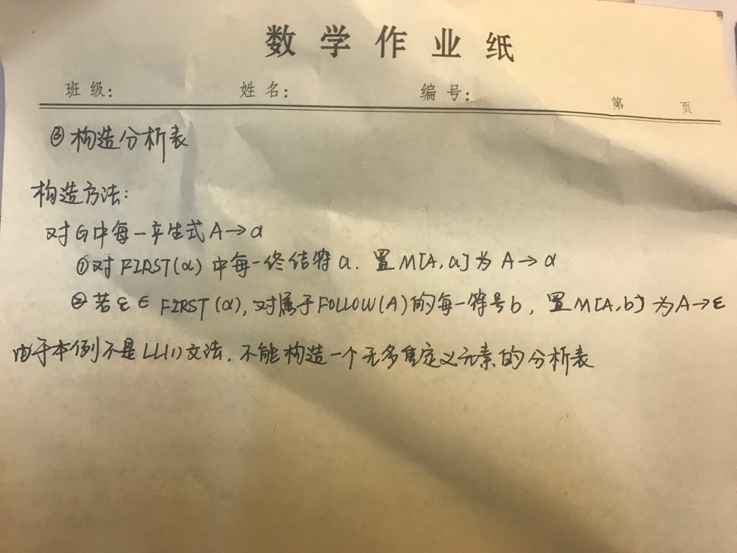 数学作业纸
班级: 姓名: 编号: 第 页
③构造分析表
构造方法:
对G中每一产生式A→α
①对FIRST(α)中每一终结符a.置M[A,a]为A→α
②若ε∈FIRST(α),对属于FOLLOW(A)的每一符号b,置M[A,b]为A→ε
由于本例不是LL(1)文法.不能构造一个无多重定义元素的分析表